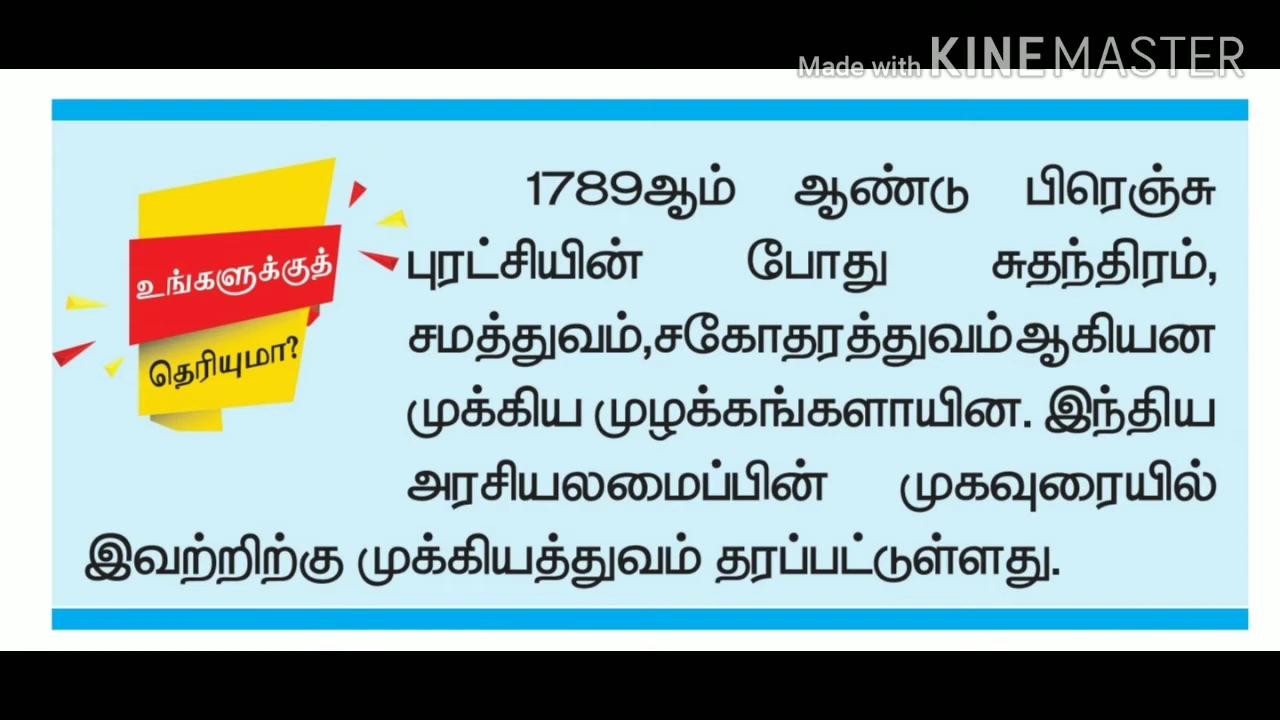 Made with KINEMASTER
உங்களுக்குத்
தெரியுமா?
1789ஆம் ஆண்டு பிரெஞ்சு
புரட்சியின் போது சுதந்திரம்,
சமத்துவம்,சகோதரத்துவம் ஆகியன
முக்கிய முழக்கங்களாயின. இந்திய
அரசியலமைப்பின் முகவுரையில்
இவற்றிற்கு முக்கியத்துவம் தரப்பட்டுள்ளது.